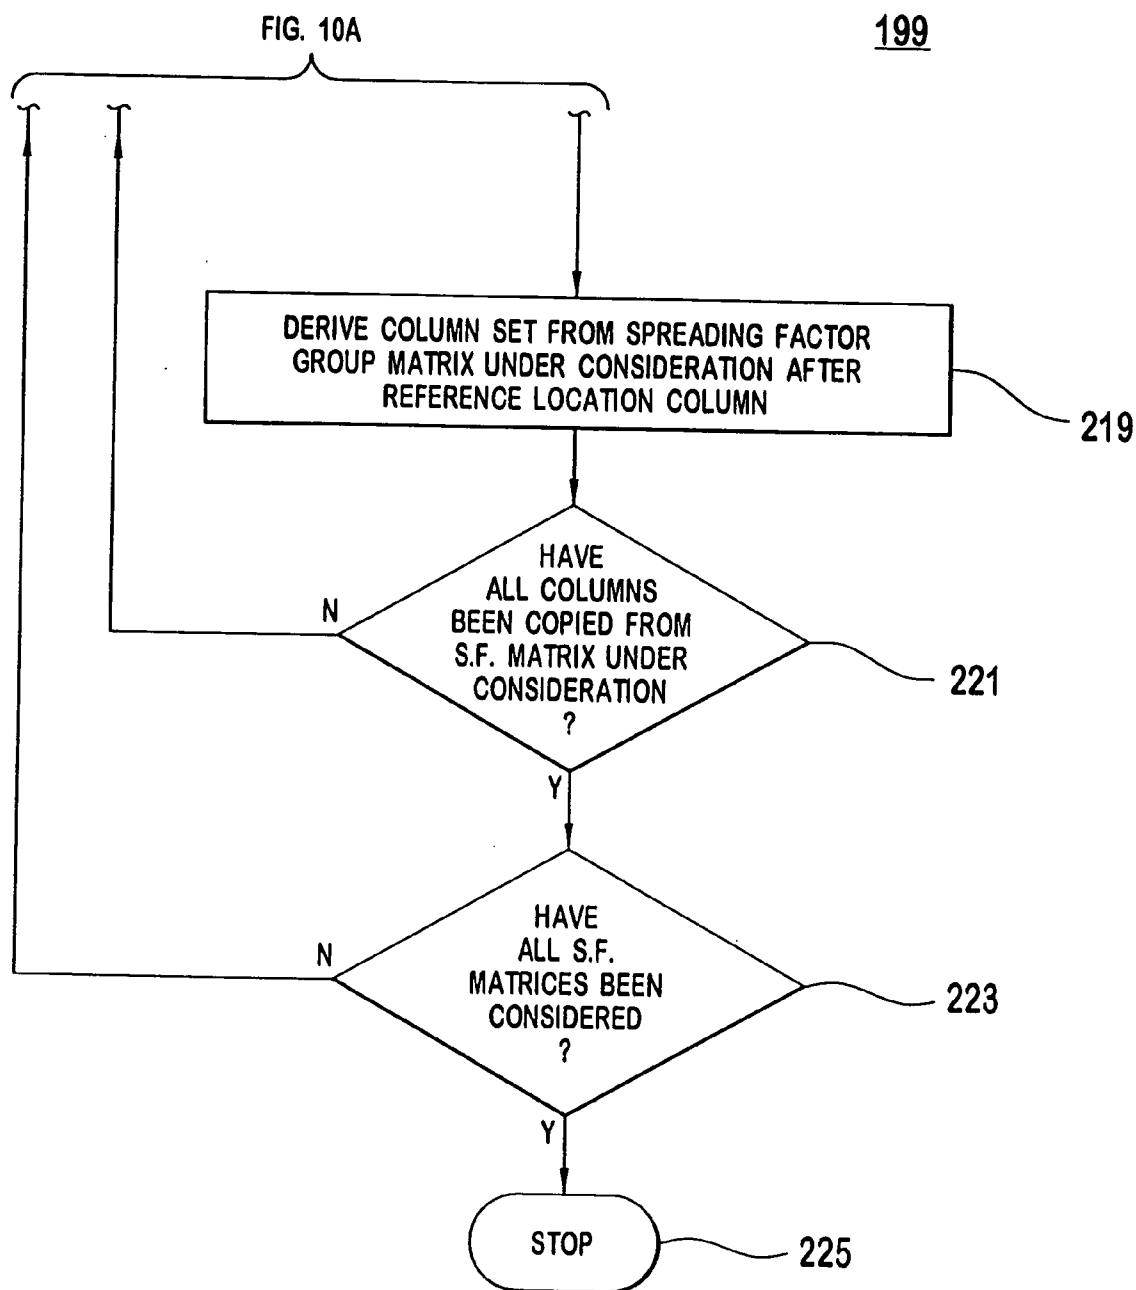 FIG. 10A
199
DERIVE COLUMN SET FROM SPREADING FACTOR
GROUP MATRIX UNDER CONSIDERATION AFTER
REFERENCE LOCATION COLUMN
219
HAVE
ALL COLUMNS
BEEN COPIED FROM
S.F. MATRIX UNDER
CONSIDERATION
?
N
221
Y
HAVE
ALL S.F.
MATRICES BEEN
CONSIDERED
?
N
223
Y
STOP
225